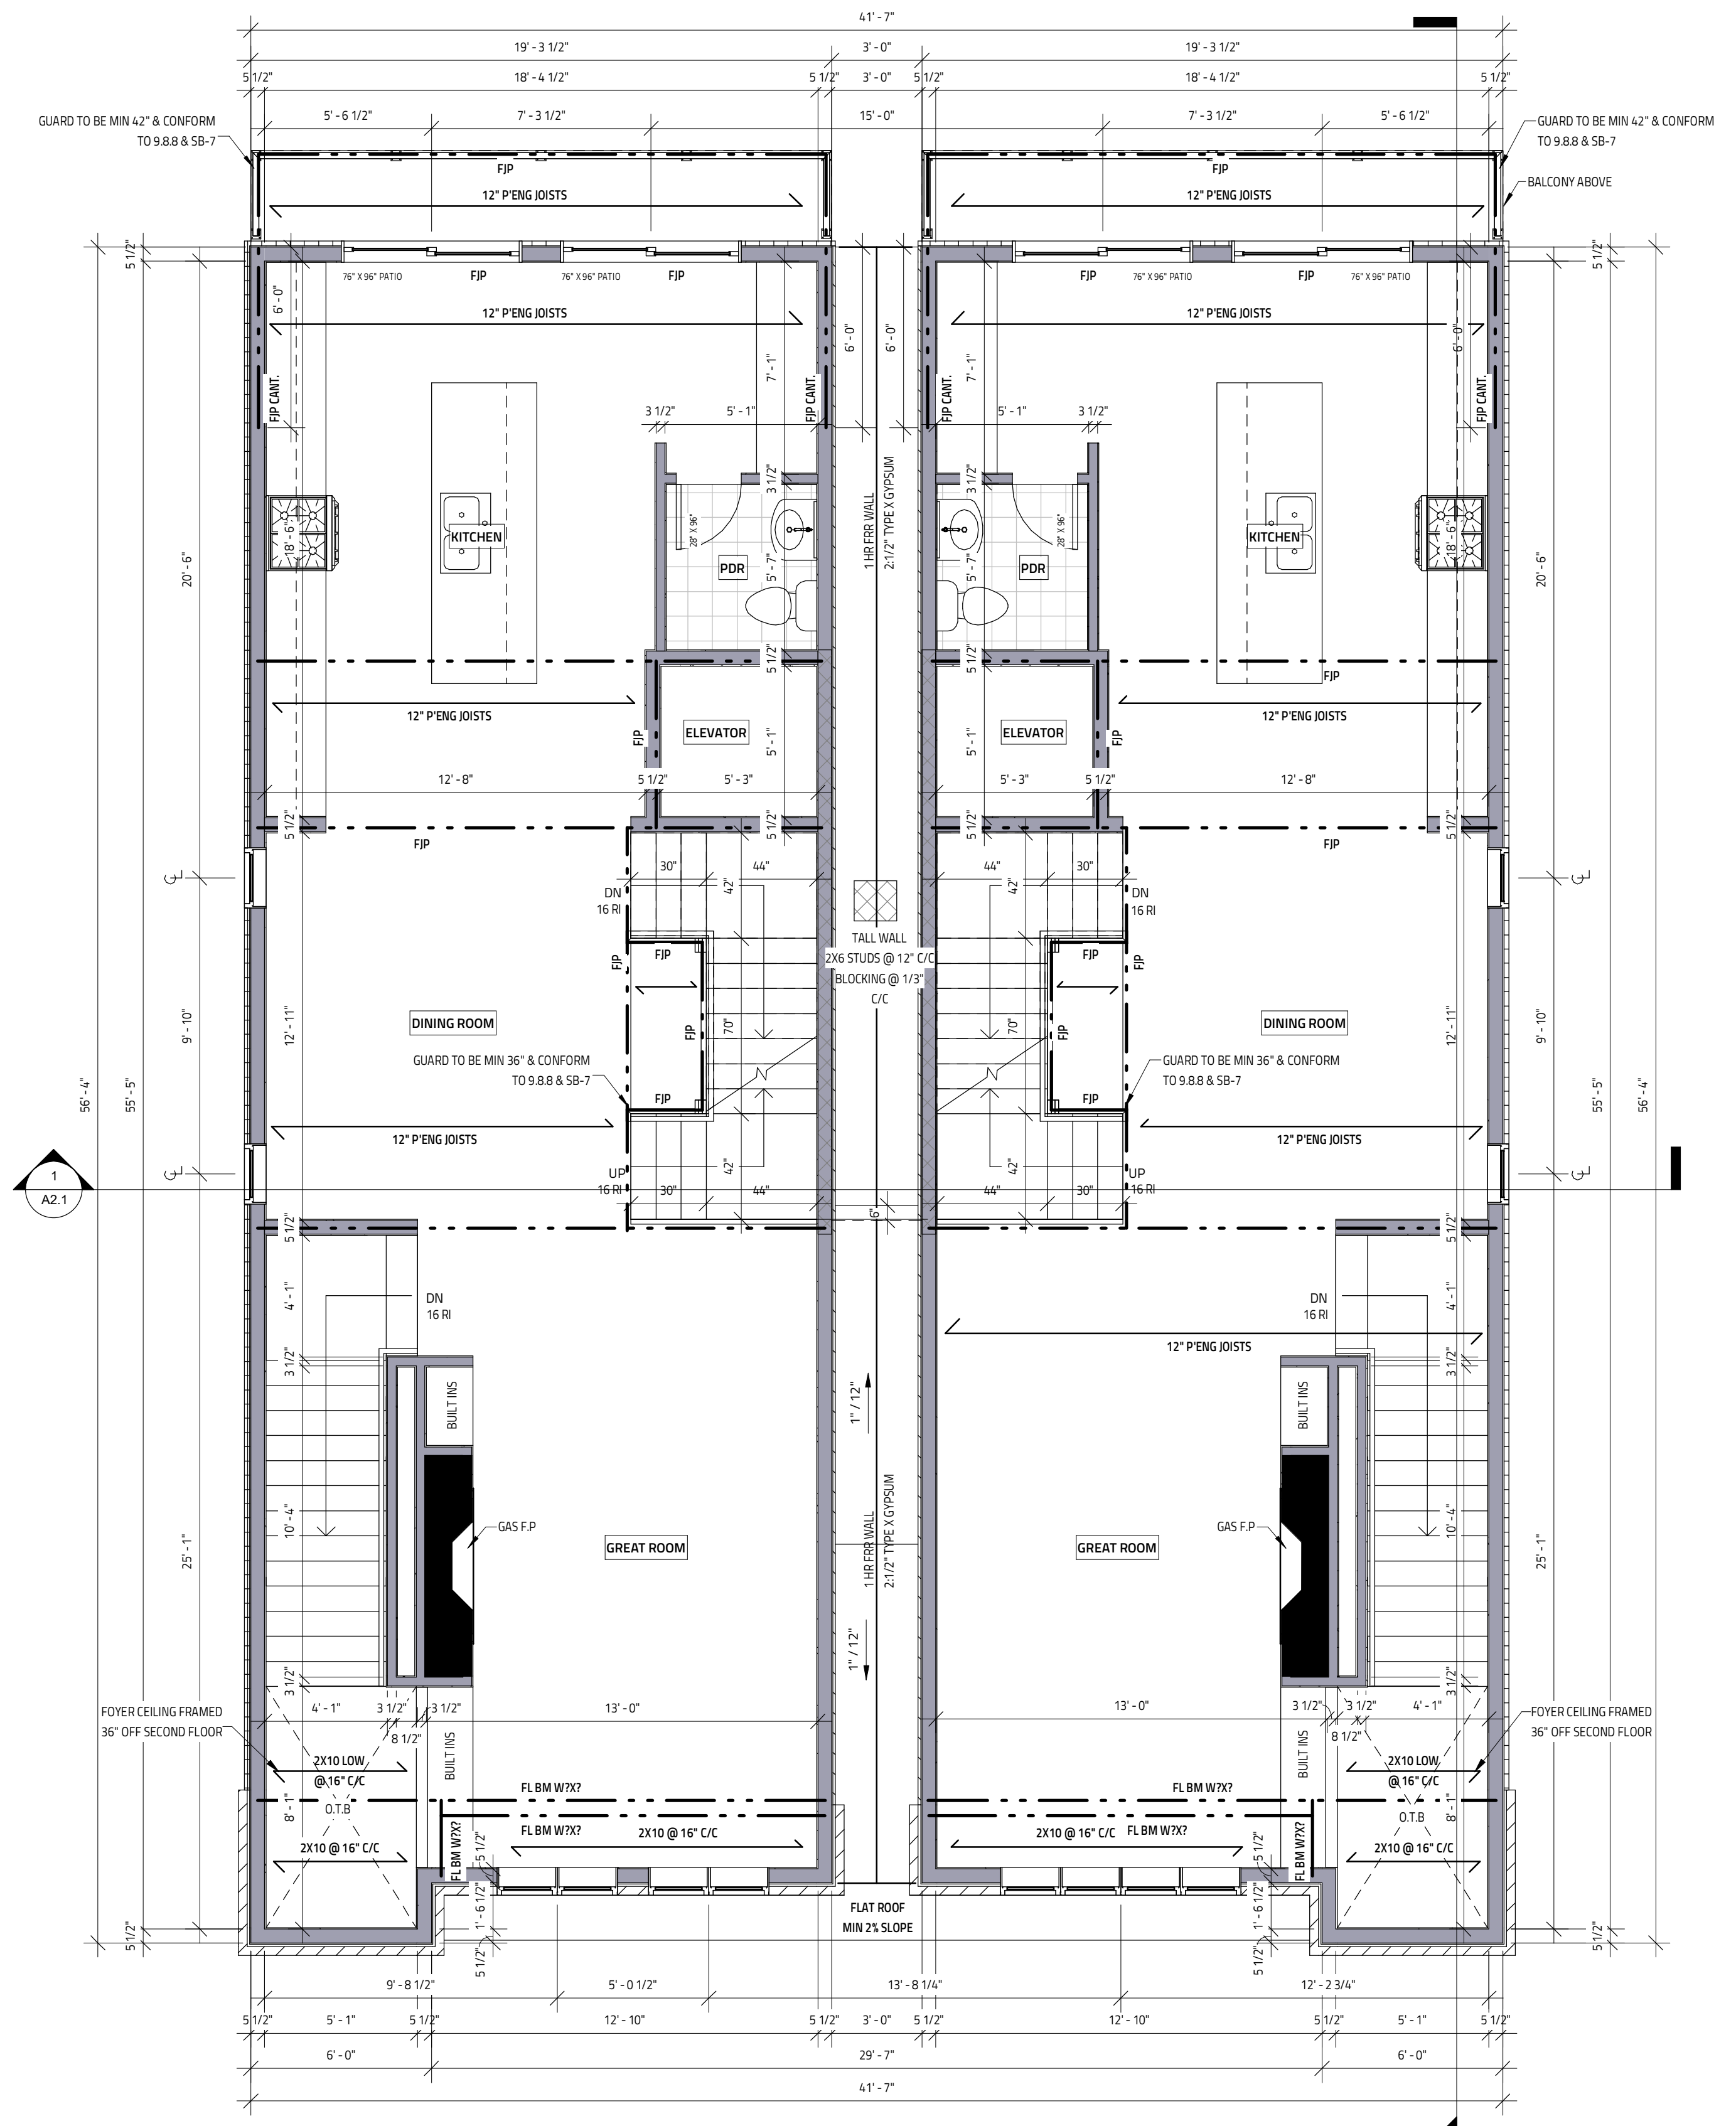 41' - 7"
19' - 3 1/2"
3' - 0"
19' - 3 1/2"
5 1/2"
18' - 4 1/2"
5 1/2"
3' - 0"
5 1/2"
18' - 4 1/2"
5 1/2"
5' - 6 1/2"
7' - 3 1/2"
15' - 0"
7' - 3 1/2"
5' - 6 1/2"
GUARD TO BE MIN 42" & CONFORM
TO 9.8.8 & SB-7
GUARD TO BE MIN 42" & CONFORM
TO 9.8.8 & SB-7
BALCONY ABOVE
FJP
FJP
12" P'ENG JOISTS
12" P'ENG JOISTS
5 1/2"
5 1/2"
76" X 96" PATIO
FJP
76" X 96" PATIO
FJP
FJP
76" X 96" PATIO
FJP
76" X 96" PATIO
6' - 0"
12" P'ENG JOISTS
12" P'ENG JOISTS
6' - 0"
6' - 0"
6' - 0"
7' - 1"
7' - 1"
FJP CANT.
FJP CANT.
FJP CANT.
FJP CANT.
3 1/2"
5' - 1"
5' - 1"
3 1/2"
3 1/2"
3 1/2"
1 HR FRR WALL
2:1/2" TYPE X GYPSUM
28" X 96"
28" X 96"
18' - 6"
KITCHEN
KITCHEN
18' - 6"
PDR
5' - 7"
5' - 7"
PDR
20' - 6"
20' - 6"
5 1/2"
5 1/2"
FJP
12" P'ENG JOISTS
12" P'ENG JOISTS
FJP
ELEVATOR
5' - 1"
5' - 1"
ELEVATOR
FJP
12' - 8"
5 1/2"
5' - 3"
5' - 3"
5 1/2"
12' - 8"
5 1/2"
5 1/2"
5 1/2"
5 1/2"
FJP
FJP
30"
44"
44"
30"
42"
42"
DN
16 RI
DN
16 RI
TALL WALL
2X6 STUDS @ 12" C/C
BLOCKING @ 1/3"
C/C
FJP
FJP
FJP
FJP
DINING ROOM
DINING ROOM
12' - 11"
12' - 11"
9' - 10"
9' - 10"
FJP
70"
70"
FJP
GUARD TO BE MIN 36" & CONFORM
TO 9.8.8 & SB-7
GUARD TO BE MIN 36" & CONFORM
TO 9.8.8 & SB-7
56' - 4"
55' - 5"
55' - 5"
56' - 4"
FJP
FJP
12" P'ENG JOISTS
12" P'ENG JOISTS
1
A2.1
42"
42"
UP
16 RI
UP
16 RI
30"
44"
44"
30"
6"
5 1/2"
5 1/2"
4' - 1"
4' - 1"
DN
16 RI
DN
16 RI
12" P'ENG JOISTS
3 1/2"
3 1/2"
BUILT INS
BUILT INS
1" / 12"
10' - 4"
10' - 4"
GAS F.P
GAS F.P
1 HR FRR WALL
2:1/2" TYPE X GYPSUM
GREAT ROOM
GREAT ROOM
25' - 1"
25' - 1"
1" / 12"
3 1/2"
3 1/2"
FOYER CEILING FRAMED
36" OFF SECOND FLOOR
FOYER CEILING FRAMED
36" OFF SECOND FLOOR
4' - 1"
3 1/2"
3 1/2"
8 1/2"
13' - 0"
13' - 0"
3 1/2"
3 1/2"
8 1/2"
4' - 1"
BUILT INS
BUILT INS
2X10 LOW
@ 16" C/C
2X10 LOW
@ 16" C/C
O.T.B
O.T.B
8' - 1"
8' - 1"
FL BM W?X?
FL BM W?X?
FL BM W?X?
2X10 @ 16" C/C
2X10 @ 16" C/C
FL BM W?X?
FL BM W?X?
FL BM W?X?
2X10 @ 16" C/C
2X10 @ 16" C/C
5 1/2"
5 1/2"
1' - 6 1/2"
1' - 6 1/2"
5 1/2"
5 1/2"
FLAT ROOF
MIN 2% SLOPE
5 1/2"
5 1/2"
9' - 8 1/2"
5' - 0 1/2"
13' - 8 1/4"
12' - 2 3/4"
5 1/2"
5' - 1"
5 1/2"
12' - 10"
5 1/2"
3' - 0"
5 1/2"
12' - 10"
5 1/2"
5' - 1"
5 1/2"
6' - 0"
29' - 7"
6' - 0"
41' - 7"